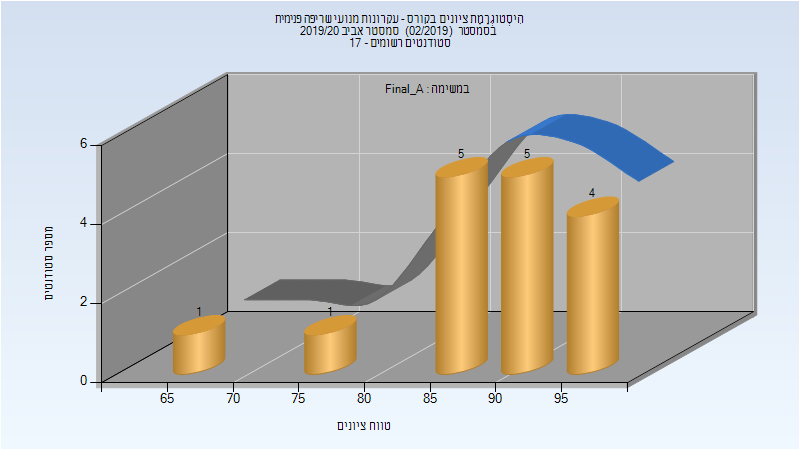 היסטוגרמת ציונים בקורס - עקרונות מנועי שריפה פנימית
בסמסטר (02/2019) סמסטר אביב 2019/20
סטודנטים רשומים - 17
במשימה : Final_A
6
4
2
0
מספר סטודנטים
1
1
5
5
4
65
70
75
80
85
90
95
טווח ציונים